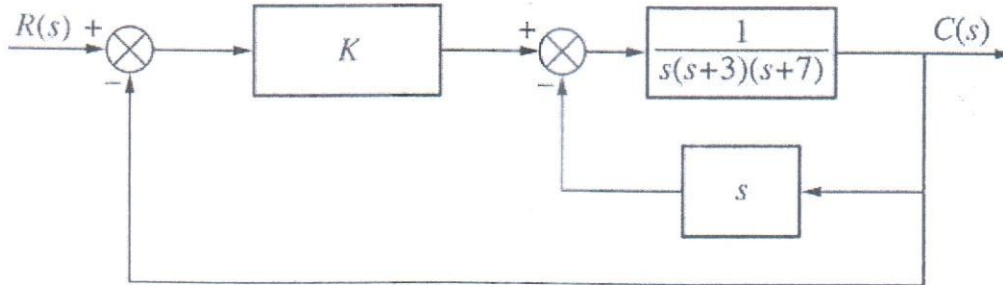 R(s) +
−
K
+
−
1
s(s+3)(s+7)
C(s)
s